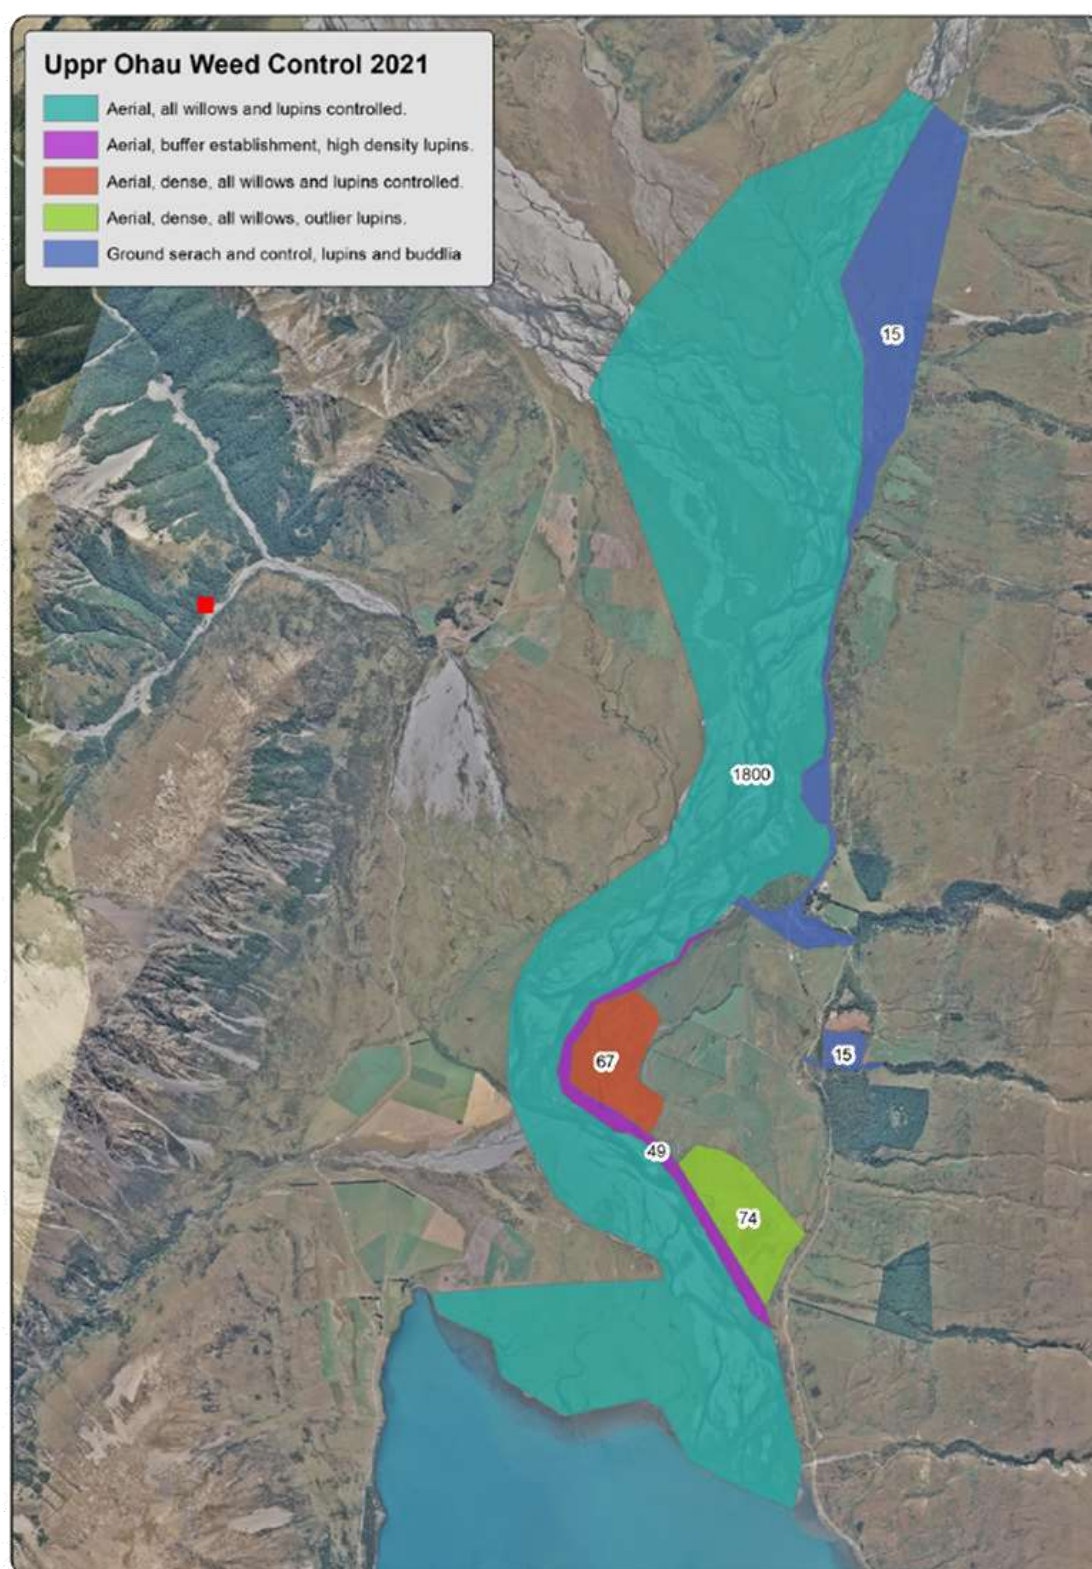 Uppr Ohau Weed Control 2021
Aerial, all willows and lupins controlled.
Aerial, buffer establishment, high density lupins.
Aerial, dense, all willows and lupins controlled.
Aerial, dense, all willows, outlier lupins.
Ground serach and control, lupins and buddlia
15
1800
15
67
49
74